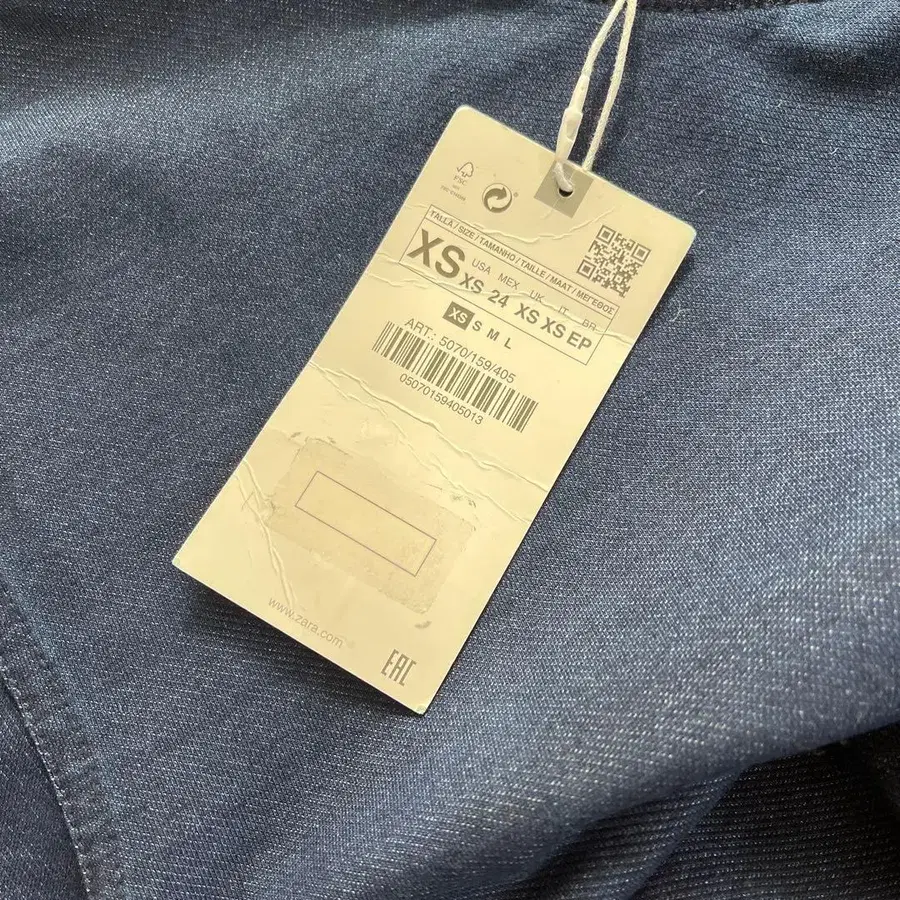 FSC
TALLA / SIZE / TAMANHO / TAILLE / MAAT / ΜΕΓΕΘΟΣ
XS
USA MEX UK IT BR
XS 24 XS XS EP
XS S M L
ART.: 5070/159/405
05070159405013
www.zara.com
EAC